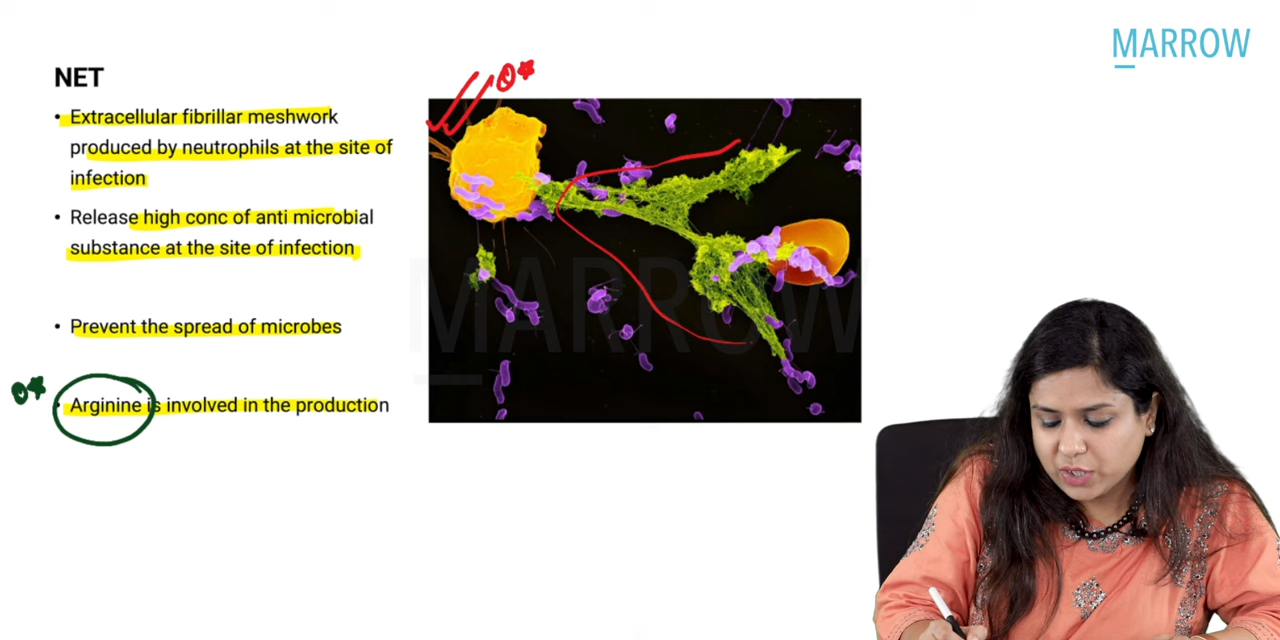 MARROW
NET
• Extracellular fibrillar meshwork
produced by neutrophils at the site of
infection
• Release high conc of anti microbial
substance at the site of infection
• Prevent the spread of microbes
• Arginine is involved in the production
MARROW